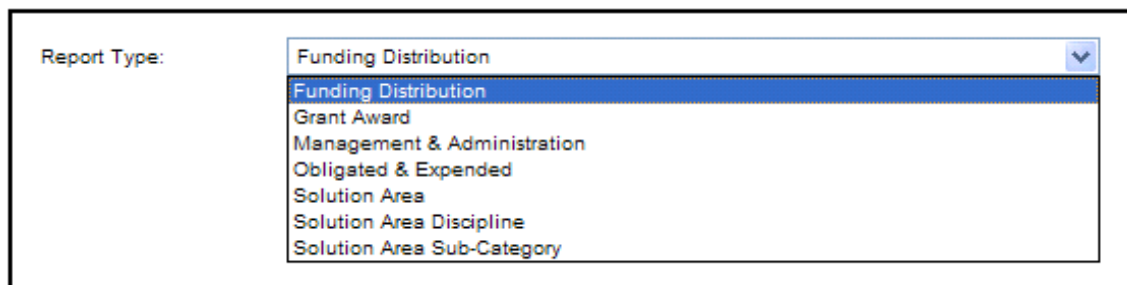 Report Type: Funding Distribution
Funding Distribution
Grant Award
Management & Administration
Obligated & Expended
Solution Area
Solution Area Discipline
Solution Area Sub-Category